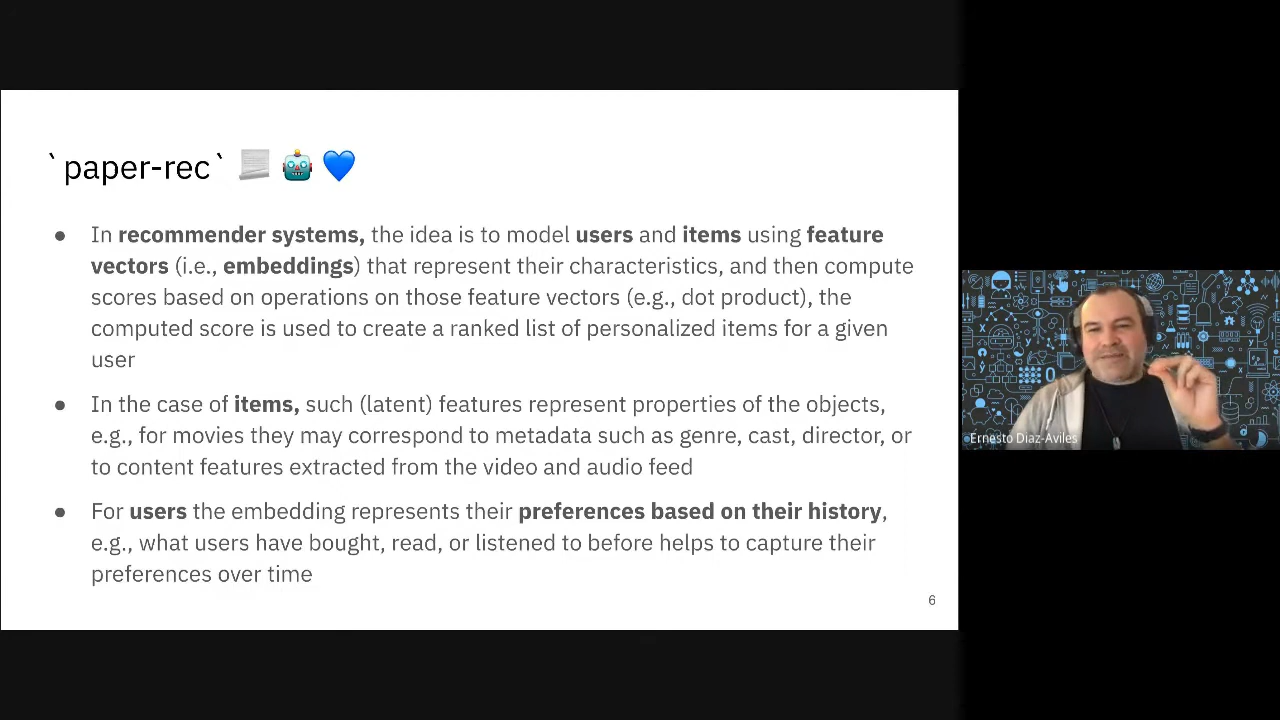 `paper-rec` 📜 🤖 💙
● In recommender systems, the idea is to model users and items using feature
vectors (i.e., embeddings) that represent their characteristics, and then compute
scores based on operations on those feature vectors (e.g., dot product), the
computed score is used to create a ranked list of personalized items for a given
user
● In the case of items, such (latent) features represent properties of the objects,
e.g., for movies they may correspond to metadata such as genre, cast, director, or
to content features extracted from the video and audio feed
● For users the embedding represents their preferences based on their history,
e.g., what users have bought, read, or listened to before helps to capture their
preferences over time
6
Ernesto Diaz-Aviles